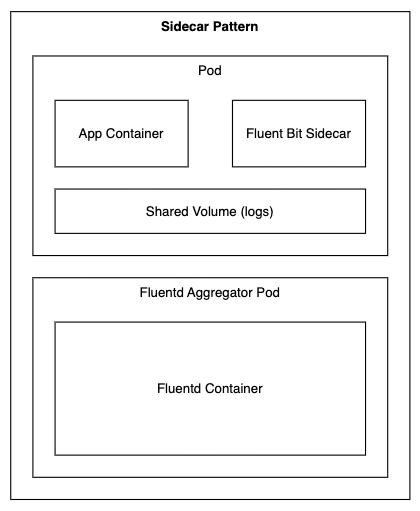 Sidecar Pattern
Pod
App Container
Fluent Bit Sidecar
Shared Volume (logs)
Fluentd Aggregator Pod
Fluentd Container